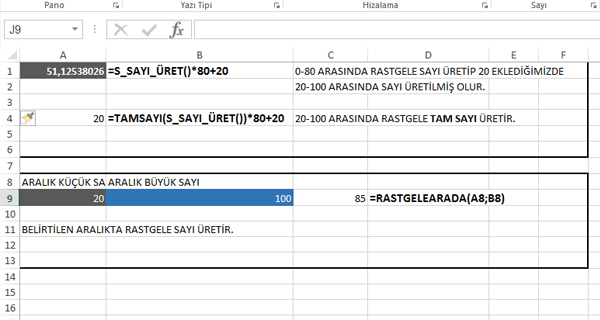 Pano Yazı Tipi Hizalama Sayı
J9 fx
A B C D E F
1 51,12538026 =S_SAYI_ÜRET()*80+20 0-80 ARASINDA RASTGELE SAYI ÜRETİP 20 EKLEDİĞİMİZDE
2 20-100 ARASINDA SAYI ÜRETİLMİŞ OLUR.
3
4 20 =TAMSAYI(S_SAYI_ÜRET())*80+20 20-100 ARASINDA RASTGELE TAM SAYI ÜRETİR.
5
6
7
8 ARALIK KÜÇÜK SA ARALIK BÜYÜK SAYI
9 20 100 85 =RASTGELEARADA(A8;B8)
10
11 BELİRTİLEN ARALIKTA RASTGELE SAYI ÜRETİR.
12
13
14
15
16